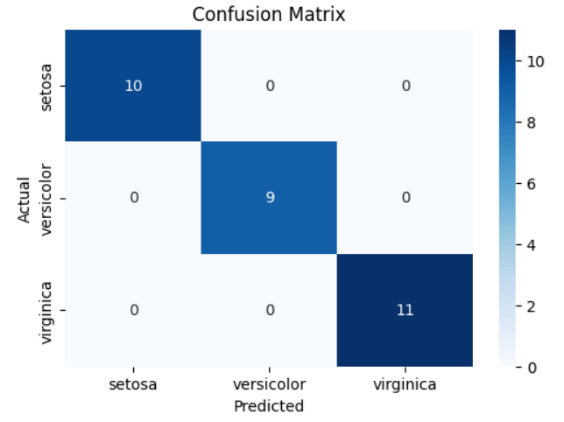 Confusion Matrix
setosa
10 0 0
versicolor
0 9 0
virginica
0 0 11
Actual
setosa versicolor virginica
Predicted
10
8
6
4
2
0